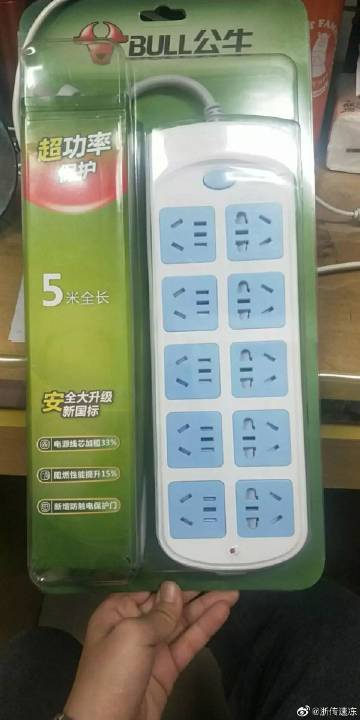 BULL公牛
超功率
保护
5米全长
安全大升级
新国标
电源线芯加粗33%
阻燃性能提升15%
新增防触电保护门
@浙传速冻